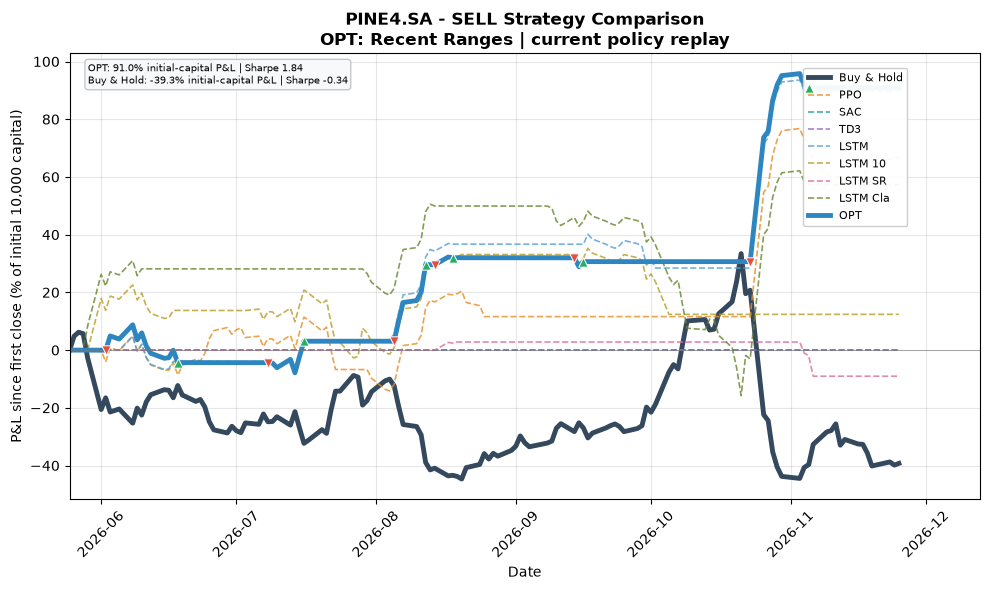 PINE4.SA - SELL Strategy Comparison
OPT: Recent Ranges | current policy replay
OPT: 91.0% initial-capital P&L | Sharpe 1.84
Buy & Hold: -39.3% initial-capital P&L | Sharpe -0.34
Buy & Hold
PPO
SAC
TD3
LSTM
LSTM 10
LSTM SR
LSTM Cla
OPT
P&L since first close (% of initial 10,000 capital)
100
80
60
40
20
0
−20
−40
2026-06
2026-07
2026-08
2026-09
2026-10
2026-11
2026-12
Date